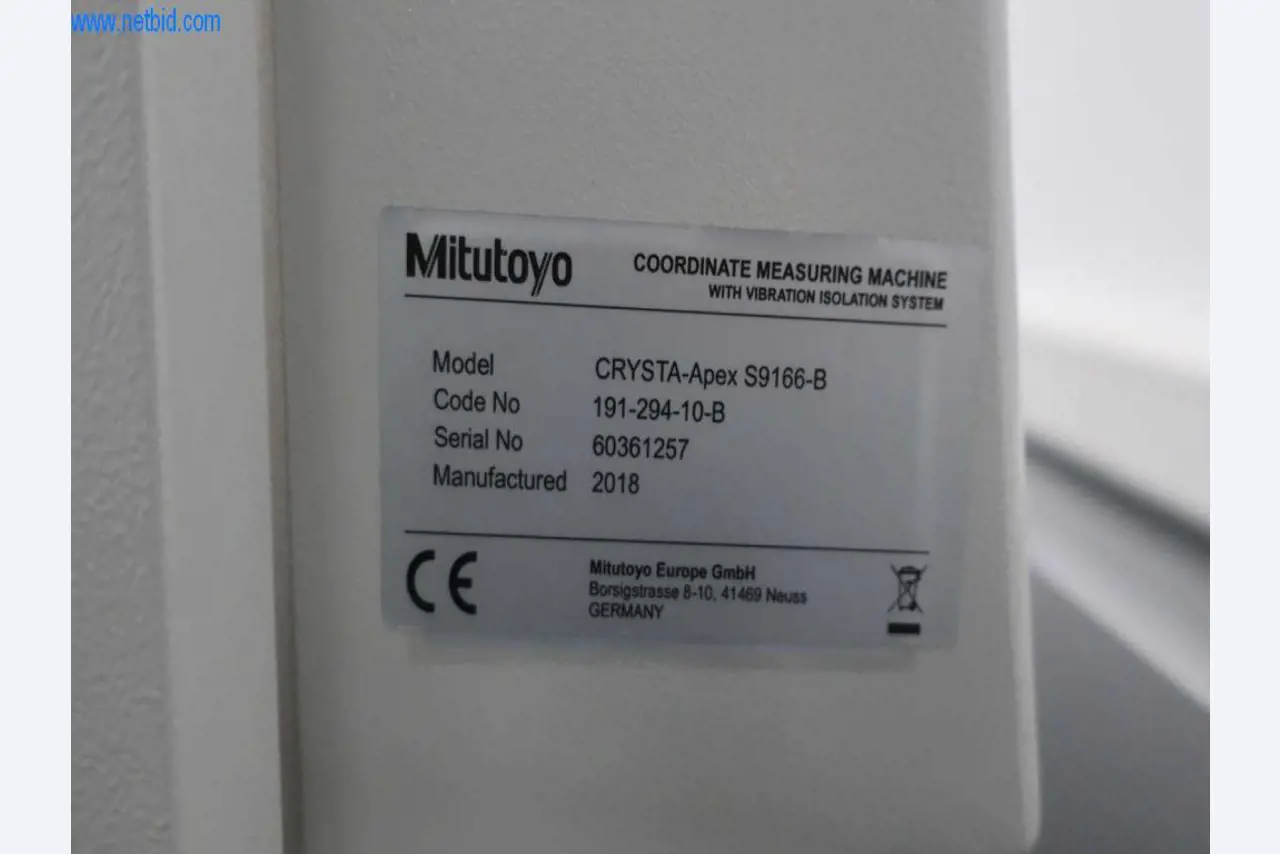 www.netbid.com
Mitutoyo
COORDINATE MEASURING MACHINE
WITH VIBRATION ISOLATION SYSTEM
Model CRYSTA-Apex S9166-B
Code No 191-294-10-B
Serial No 60361257
Manufactured 2018
CE
Mitutoyo Europe GmbH
Borsigstrasse 8-10, 41469 Neuss
GERMANY